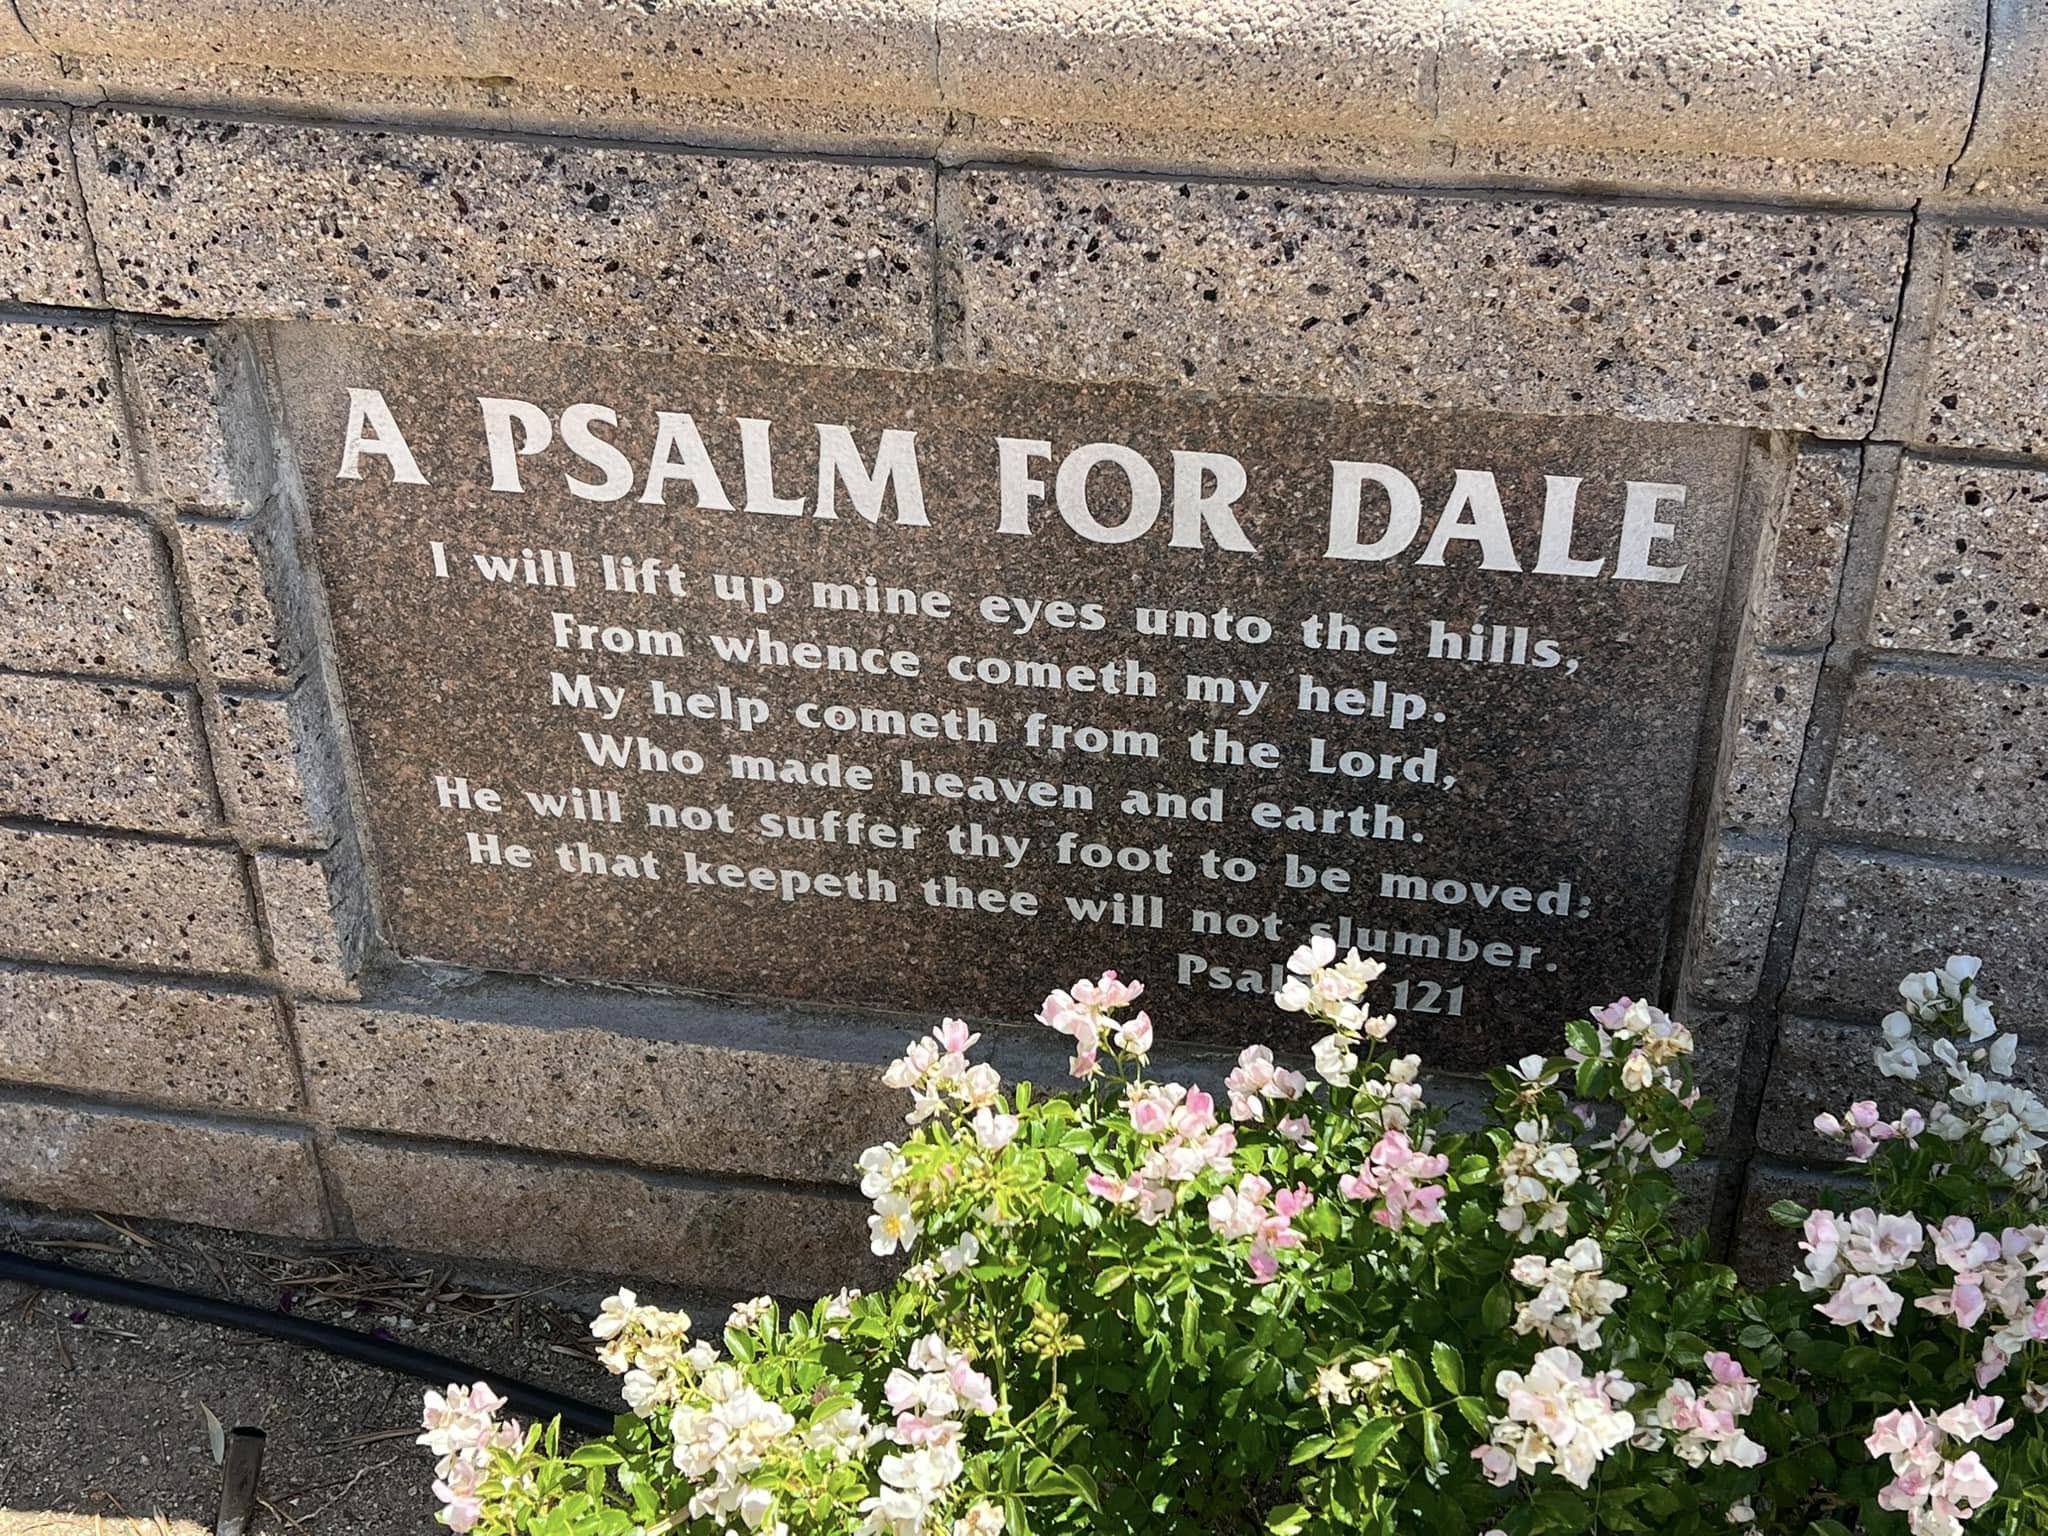 A PSALM FOR DALE
I will lift up mine eyes unto the hills,
From whence cometh my help.
My help cometh from the Lord,
Who made heaven and earth.
He will not suffer thy foot to be moved:
He that keepeth thee will not slumber.
Psalm 121